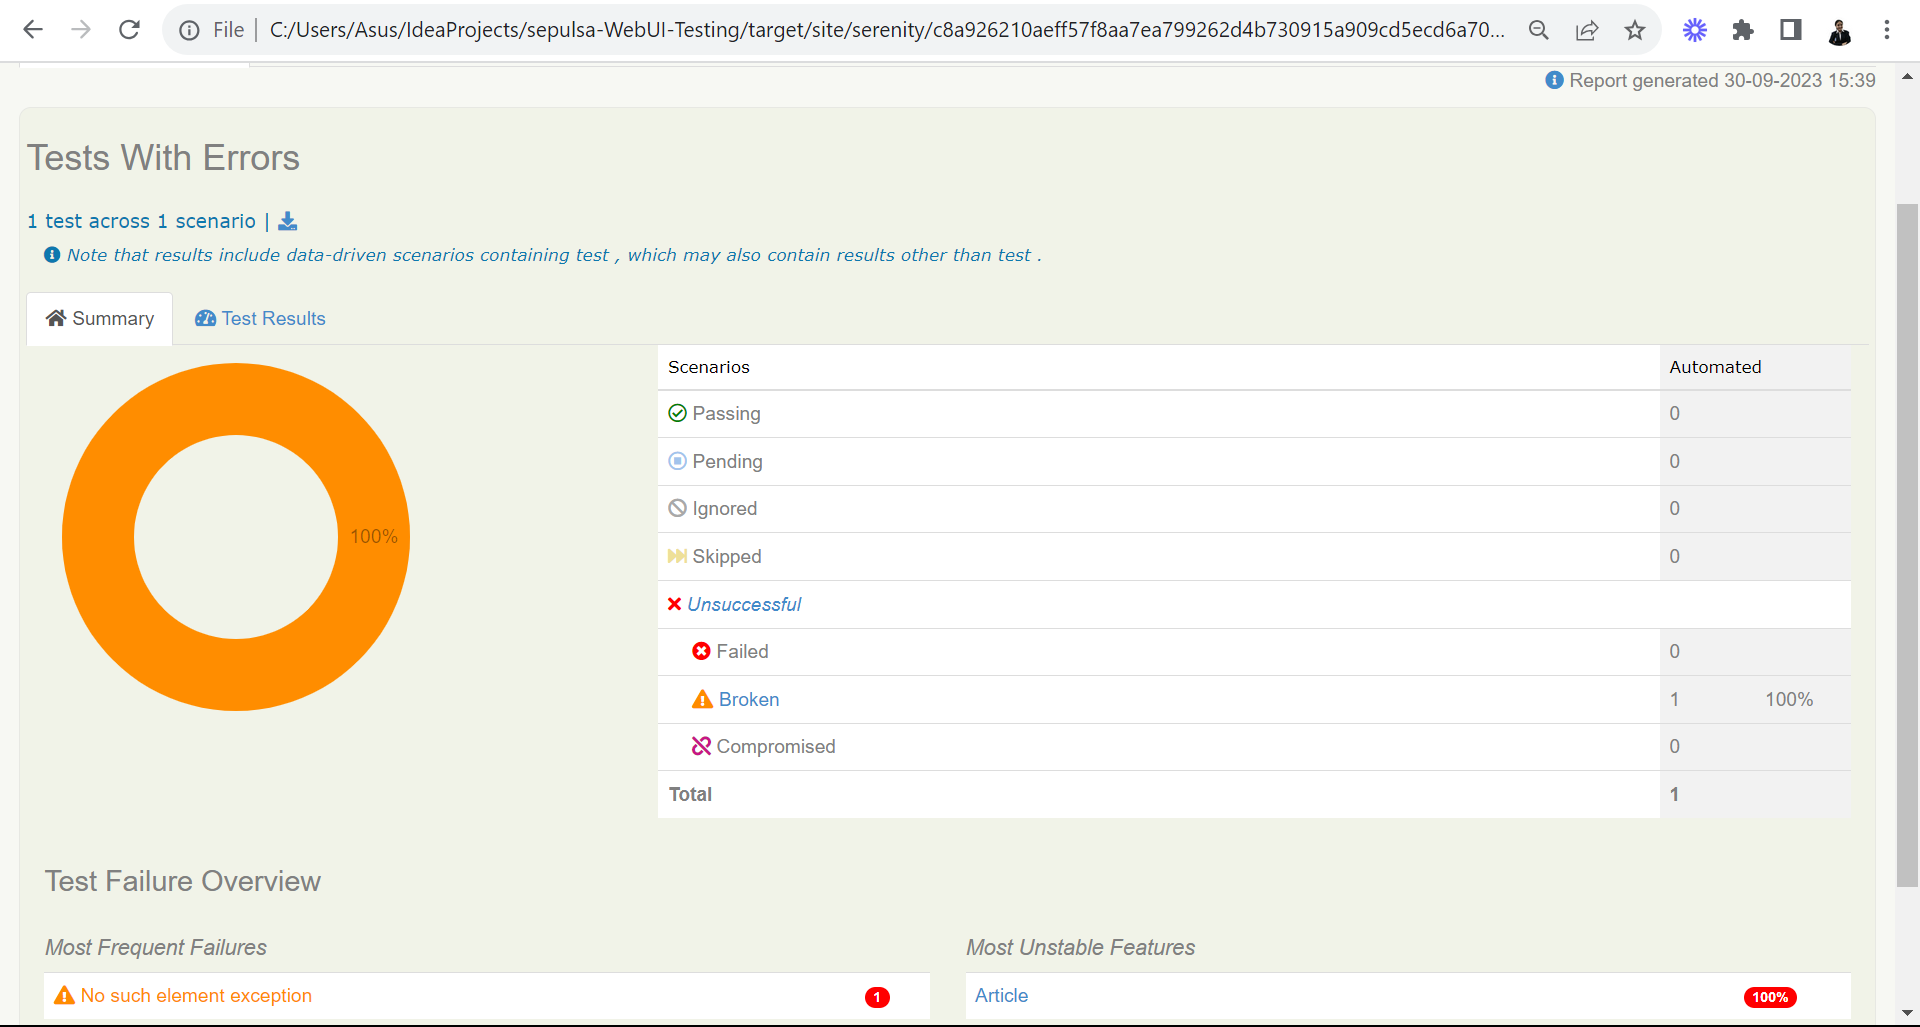 File
C:/Users/Asus/IdeaProjects/sepulsa-WebUI-Testing/target/site/serenity/c8a926210aeff57f8aa7ea799262d4b730915a909cd5ecd6a70...
Report generated 30-09-2023 15:39
Tests With Errors
1 test across 1 scenario |
Note that results include data-driven scenarios containing test , which may also contain results other than test .
Summary
Test Results
100%
Scenarios Automated
Passing 0
Pending 0
Ignored 0
Skipped 0
Unsuccessful
Failed 0
Broken 1 100%
Compromised 0
Total 1
Test Failure Overview
Most Frequent Failures
No such element exception 1
Most Unstable Features
Article 100%